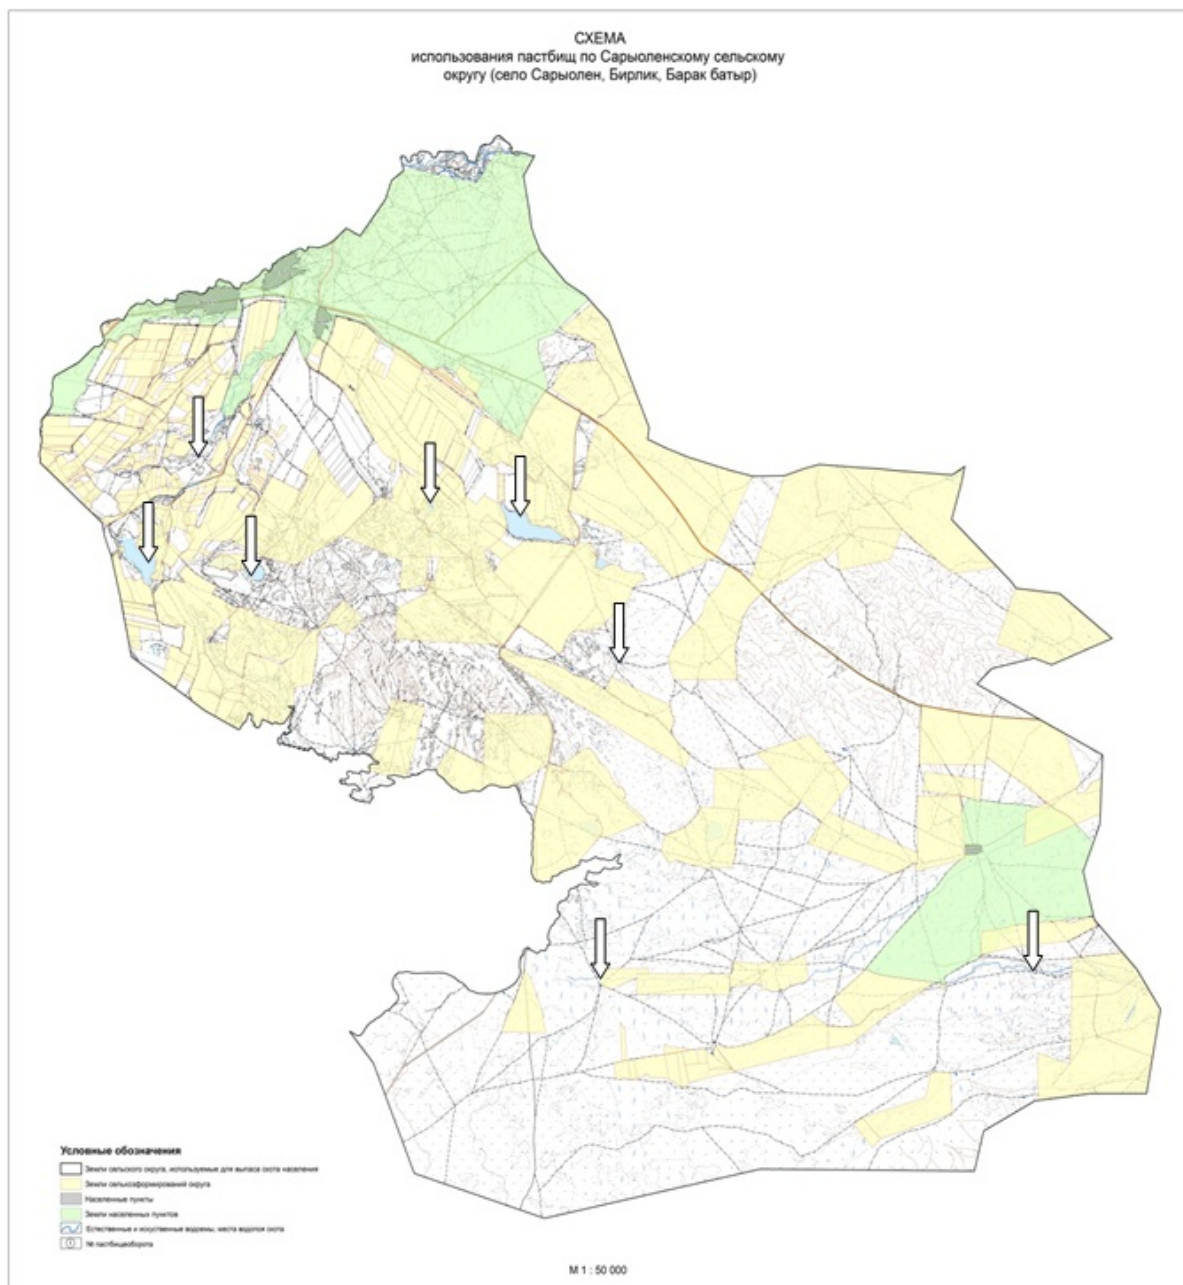 СХЕМА
использования пастбищ по Сарыоленскому сельскому
округу (село Сарыолен, Бирлик, Барак батыр)
Условные обозначения
Земли сельского округа, используемые для выпаса скота населения
Земли сельхозформирований округа
Населенные пункты
Земли населенных пунктов
Естественные и искуственные водоемы, места водопоя скота
№ пастбищеоборота
М 1 : 50 000